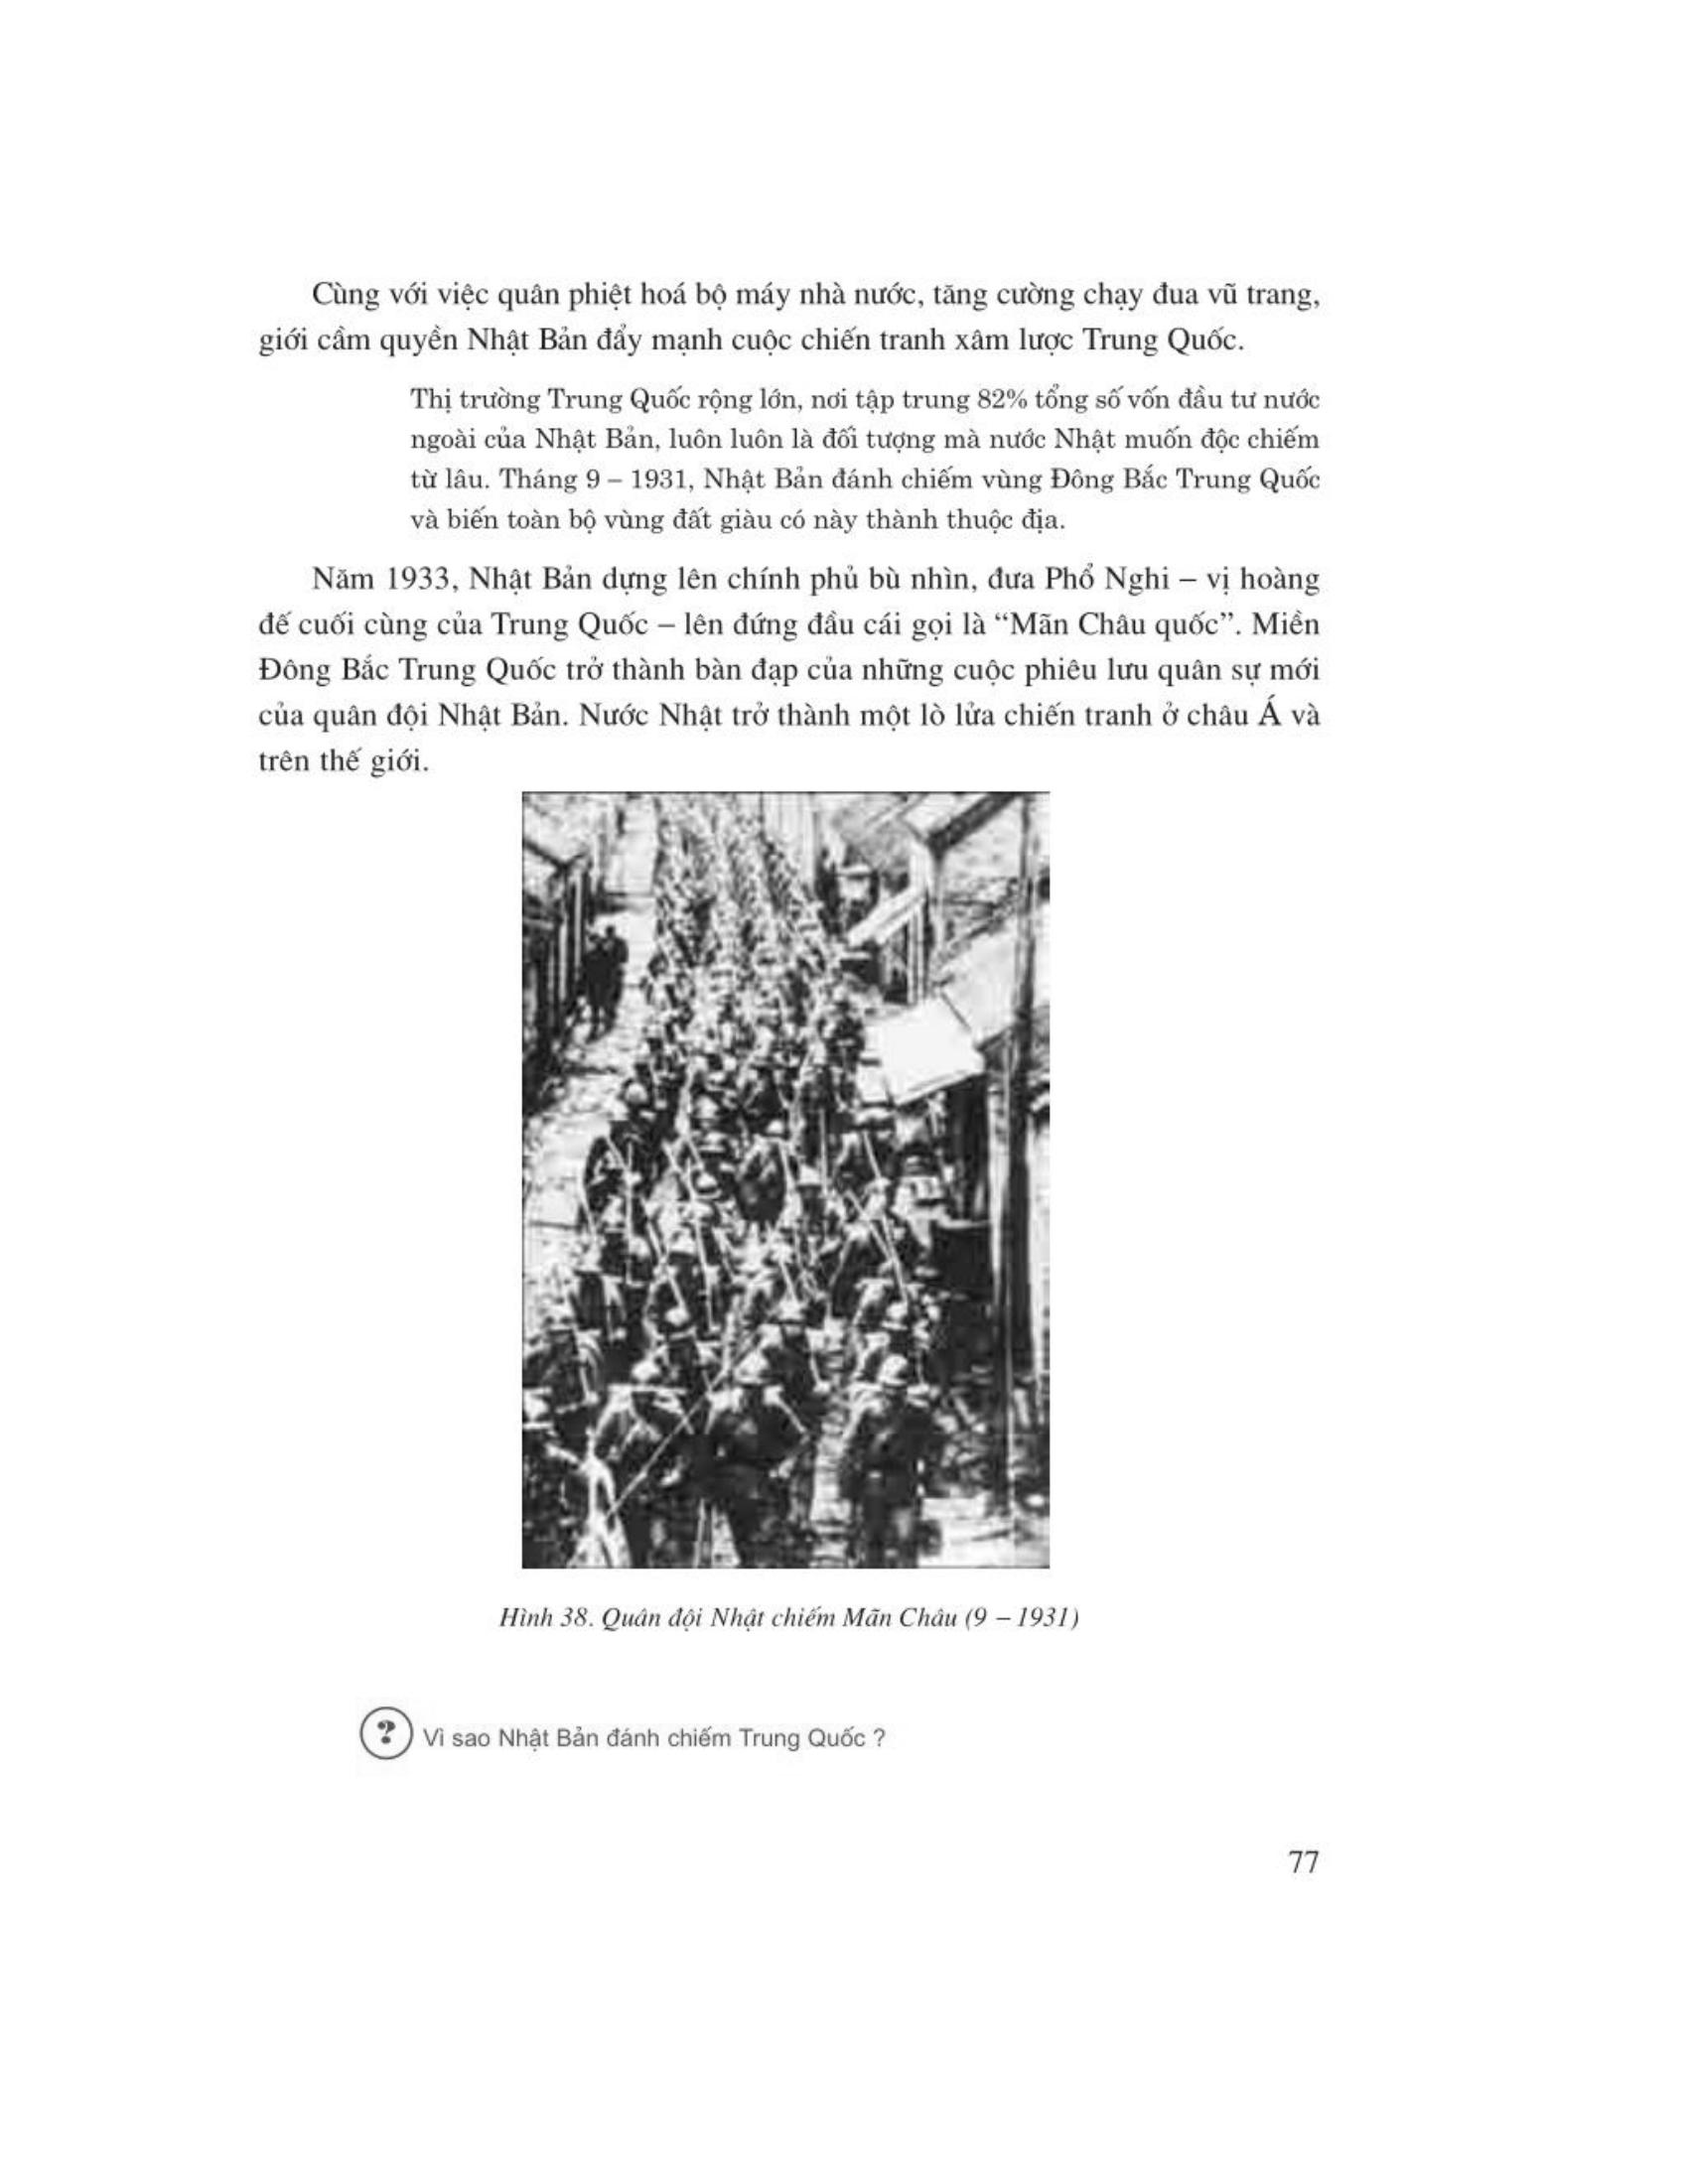 Cùng với việc quân phiệt hoá bộ máy nhà nước, tăng cường chạy đua vũ trang,
giới cầm quyền Nhật Bản đẩy mạnh cuộc chiến tranh xâm lược Trung Quốc.
Thị trường Trung Quốc rộng lớn, nơi tập trung 82% tổng số vốn đầu tư nước
ngoài của Nhật Bản, luôn luôn là đối tượng mà nước Nhật muốn độc chiếm
từ lâu. Tháng 9 – 1931, Nhật Bản đánh chiếm vùng Đông Bắc Trung Quốc
và biến toàn bộ vùng đất giàu có này thành thuộc địa.
Năm 1933, Nhật Bản dựng lên chính phủ bù nhìn, đưa Phổ Nghi – vị hoàng
đế cuối cùng của Trung Quốc – lên đứng đầu cái gọi là “Mãn Châu quốc”. Miền
Đông Bắc Trung Quốc trở thành bàn đạp của những cuộc phiêu lưu quân sự mới
của quân đội Nhật Bản. Nước Nhật trở thành một lò lửa chiến tranh ở châu Á và
trên thế giới.
Hình 38. Quân đội Nhật chiếm Mãn Châu (9 – 1931)
? Vì sao Nhật Bản đánh chiếm Trung Quốc ?
77